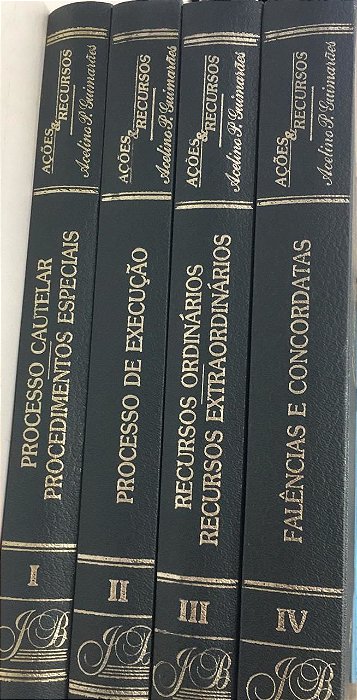 AÇÕES
&RECURSOS
Acelino P. Guimarães
PROCESSO CAUTELAR
PROCEDIMENTOS ESPECIAIS
I
JB
AÇÕES
&RECURSOS
Acelino P. Guimarães
PROCESSO DE EXECUÇÃO
II
JB
AÇÕES
&RECURSOS
Acelino P. Guimarães
RECURSOS ORDINÁRIOS
RECURSOS EXTRAORDINÁRIOS
III
JB
AÇÕES
&RECURSOS
Acelino P. Guimarães
FALÊNCIAS E CONCORDATAS
IV
JB